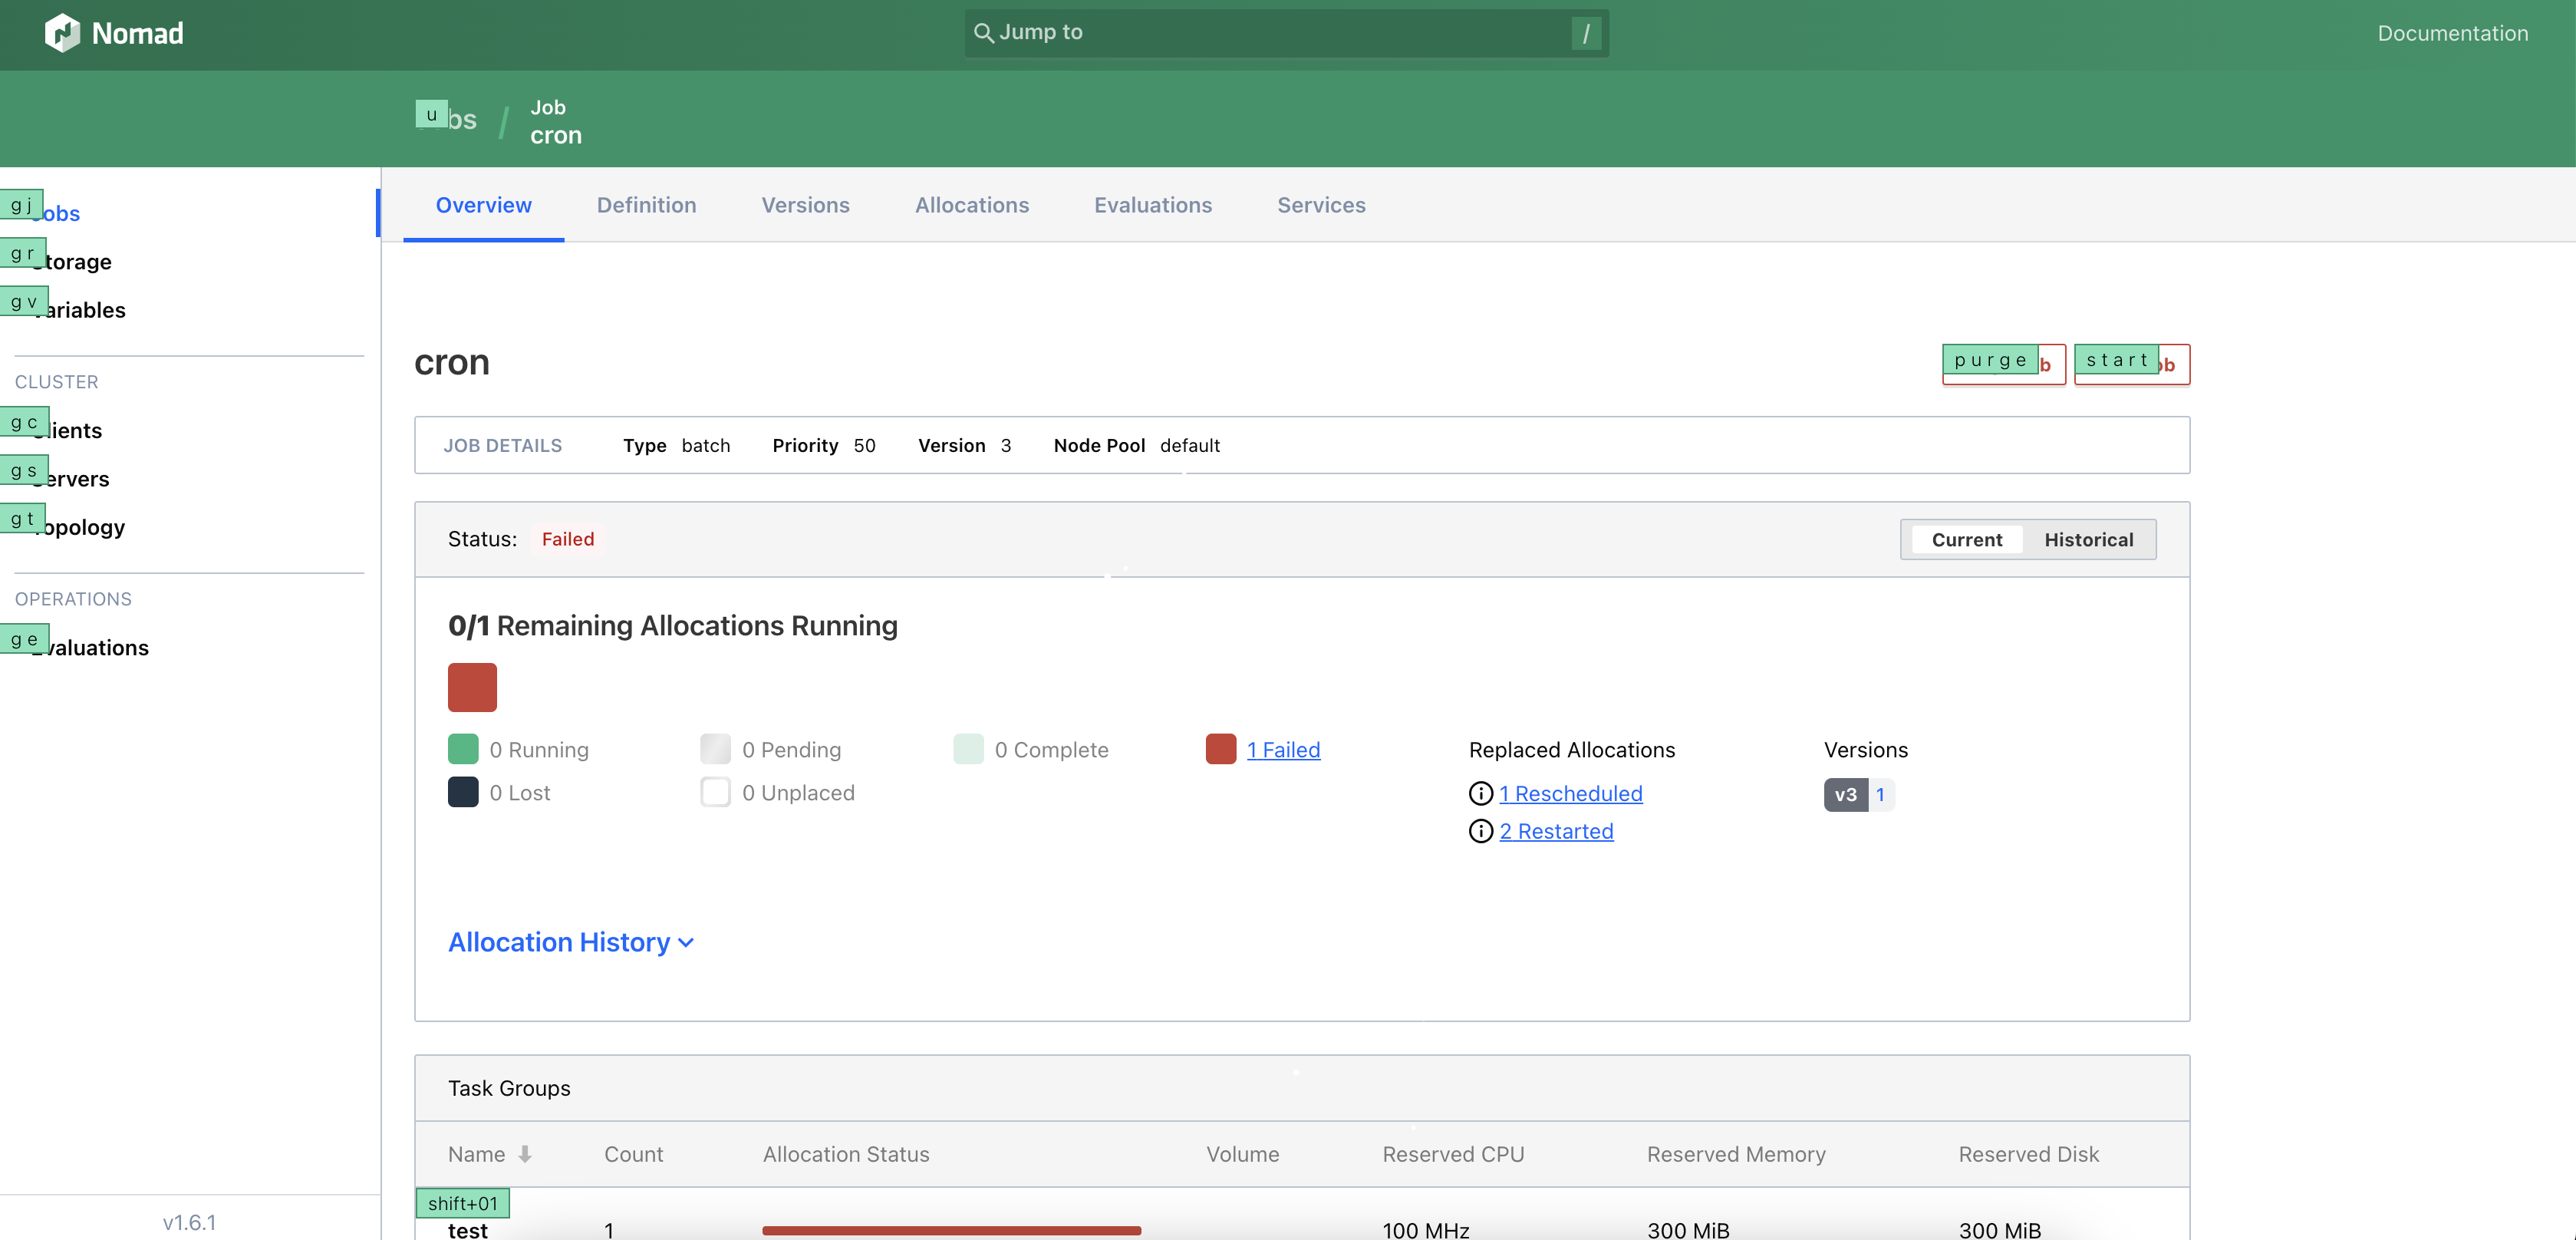 Nomad
Jump to /
Documentation
u bs / Job
cron
g j obs
g r torage
g v ariables
CLUSTER
g c lients
g s ervers
g t opology
OPERATIONS
g e valuations
v1.6.1
Overview Definition Versions Allocations Evaluations Services
cron
purge b start b
JOB DETAILS Type batch Priority 50 Version 3 Node Pool default
Status: Failed
Current Historical
0/1 Remaining Allocations Running
0 Running 0 Pending 0 Complete 1 Failed
0 Lost 0 Unplaced
Replaced Allocations
1 Rescheduled
2 Restarted
Versions
v3 1
Allocation History
Task Groups
Name Count Allocation Status Volume Reserved CPU Reserved Memory Reserved Disk
shift+01
test 1 100 MHz 300 MiB 300 MiB